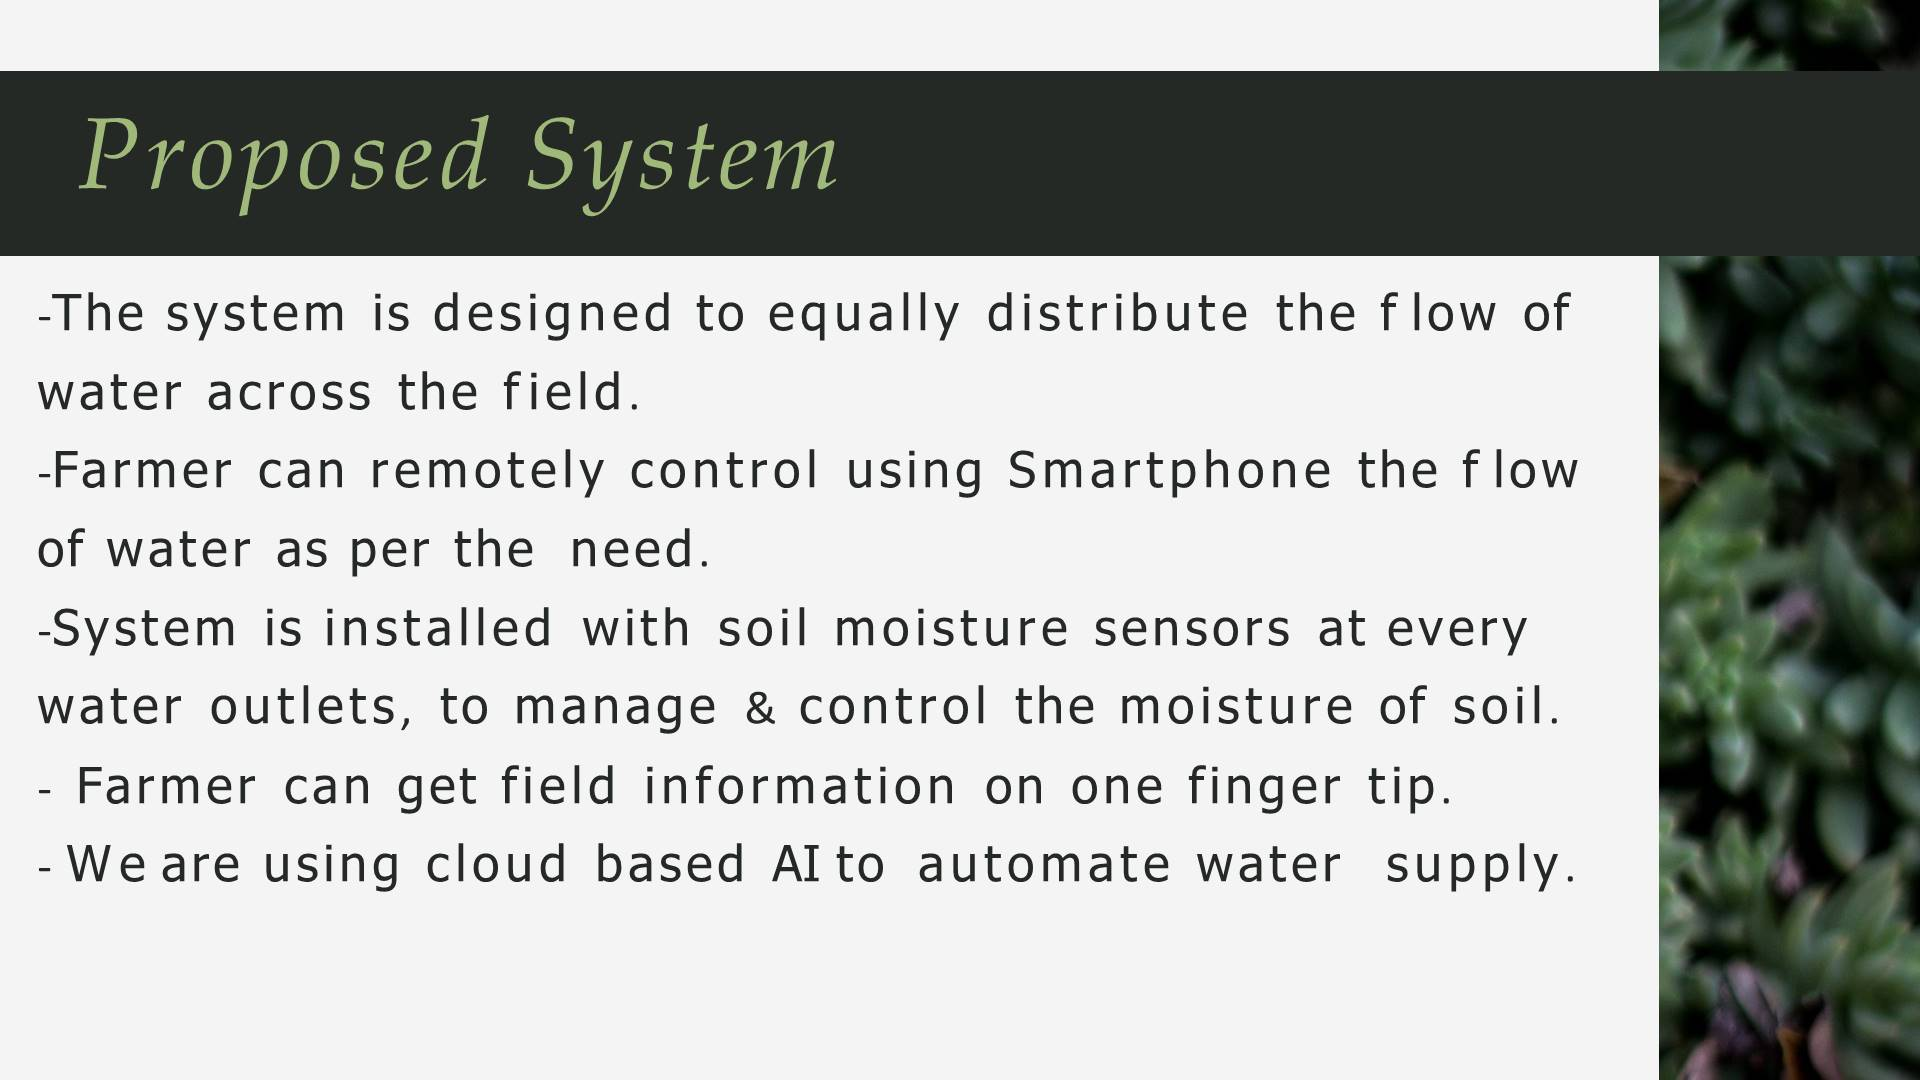 Proposed System
-The system is designed to equally distribute the flow of
water across the field.
-Farmer can remotely control using Smartphone the flow
of water as per the need.
-System is installed with soil moisture sensors at every
water outlets, to manage & control the moisture of soil.
- Farmer can get field information on one finger tip.
- We are using cloud based AI to automate water supply.